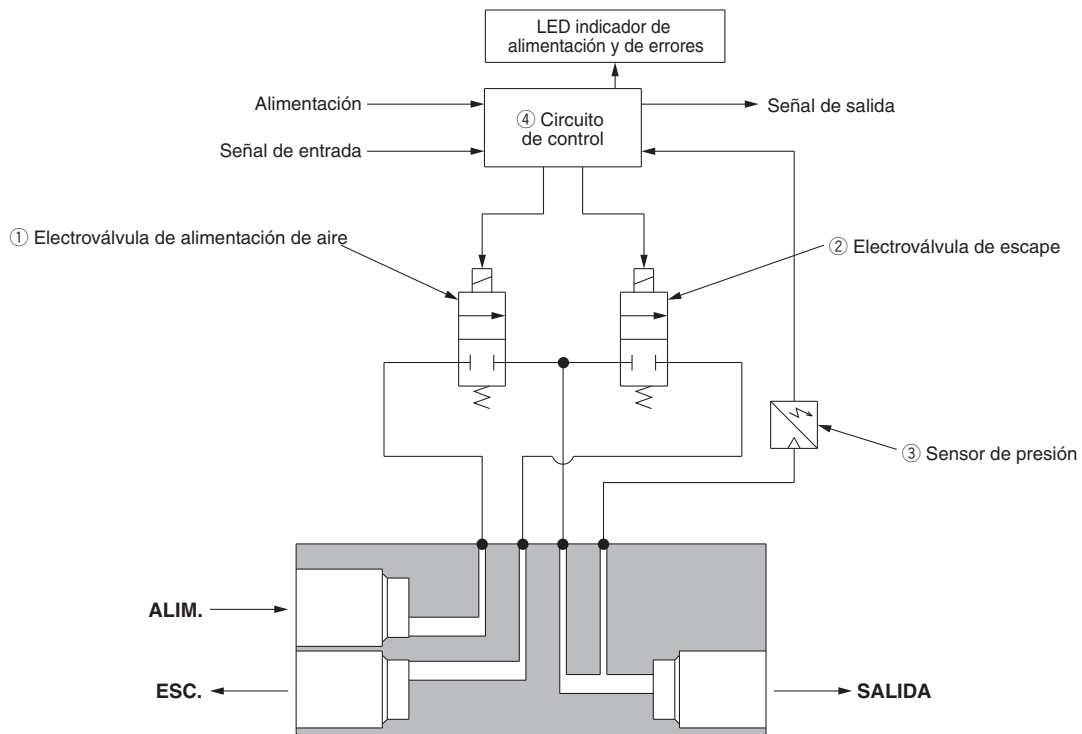 LED indicador de
alimentación y de errores
Alimentación
④ Circuito
de control
Señal de salida
Señal de entrada
① Electroválvula de alimentación de aire
② Electroválvula de escape
③ Sensor de presión
ALIM.
ESC.
SALIDA